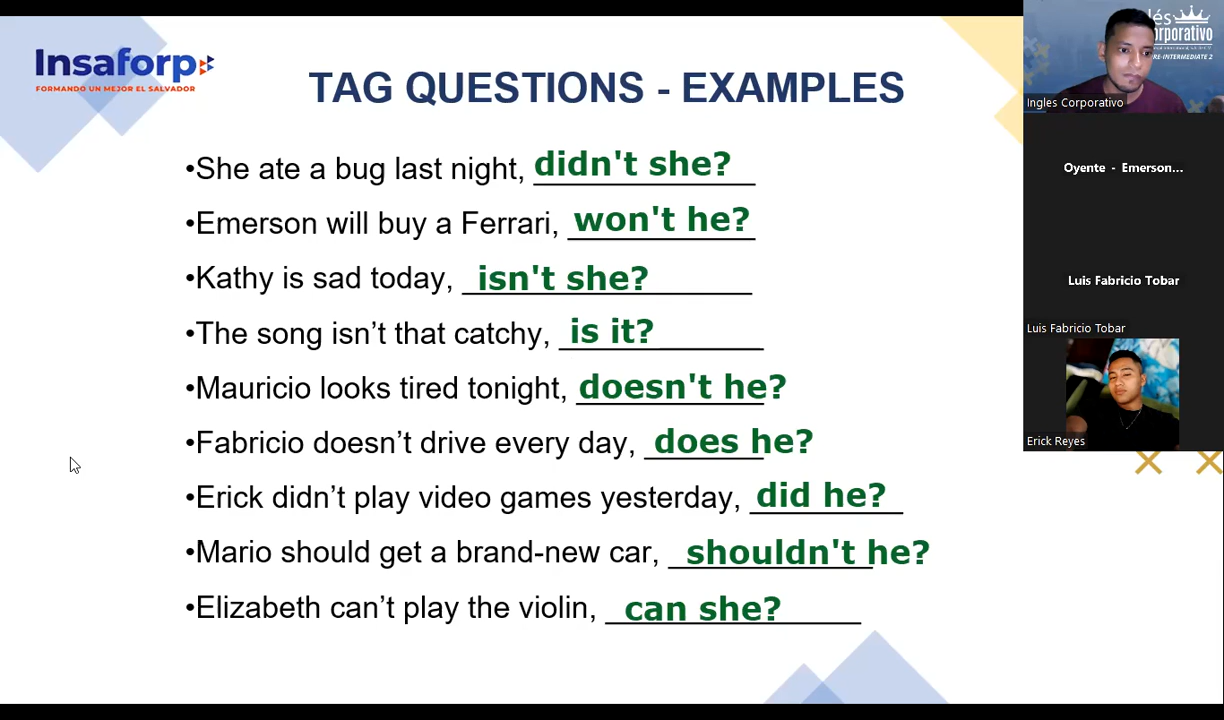 Insaforp
FORMANDO UN MEJOR EL SALVADOR
TAG QUESTIONS - EXAMPLES
•She ate a bug last night, didn't she?
•Emerson will buy a Ferrari, won't he?
•Kathy is sad today, isn't she?
•The song isn’t that catchy, is it?
•Mauricio looks tired tonight, doesn't he?
•Fabricio doesn’t drive every day, does he?
•Erick didn’t play video games yesterday, did he?
•Mario should get a brand-new car, shouldn't he?
•Elizabeth can’t play the violin, can she?
Ingles Corporativo
Oyente - Emerson...
Luis Fabricio Tobar
Luis Fabricio Tobar
Erick Reyes